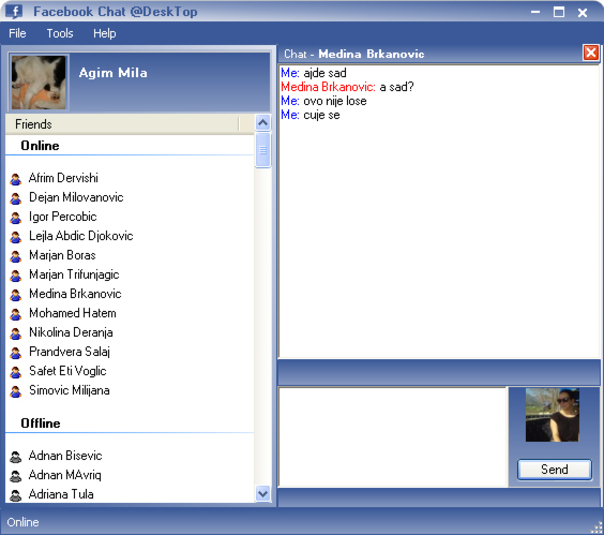 Facebook Chat @DeskTop
File Tools Help
Agim Mila
Friends
Online
Afrim Dervishi
Dejan Milovanovic
Igor Percobic
Lejla Abdic Djokovic
Marjan Boras
Marjan Trifunjagic
Medina Brkanovic
Mohamed Hatem
Nikolina Deranja
Prandvera Salaj
Safet Eti Voglic
Simovic Milijana
Offline
Adnan Bisevic
Adnan MAvriq
Adriana Tula
Chat - Medina Brkanovic
Me: ajde sad
Medina Brkanovic: a sad?
Me: ovo nije lose
Me: cuje se
Send
Online